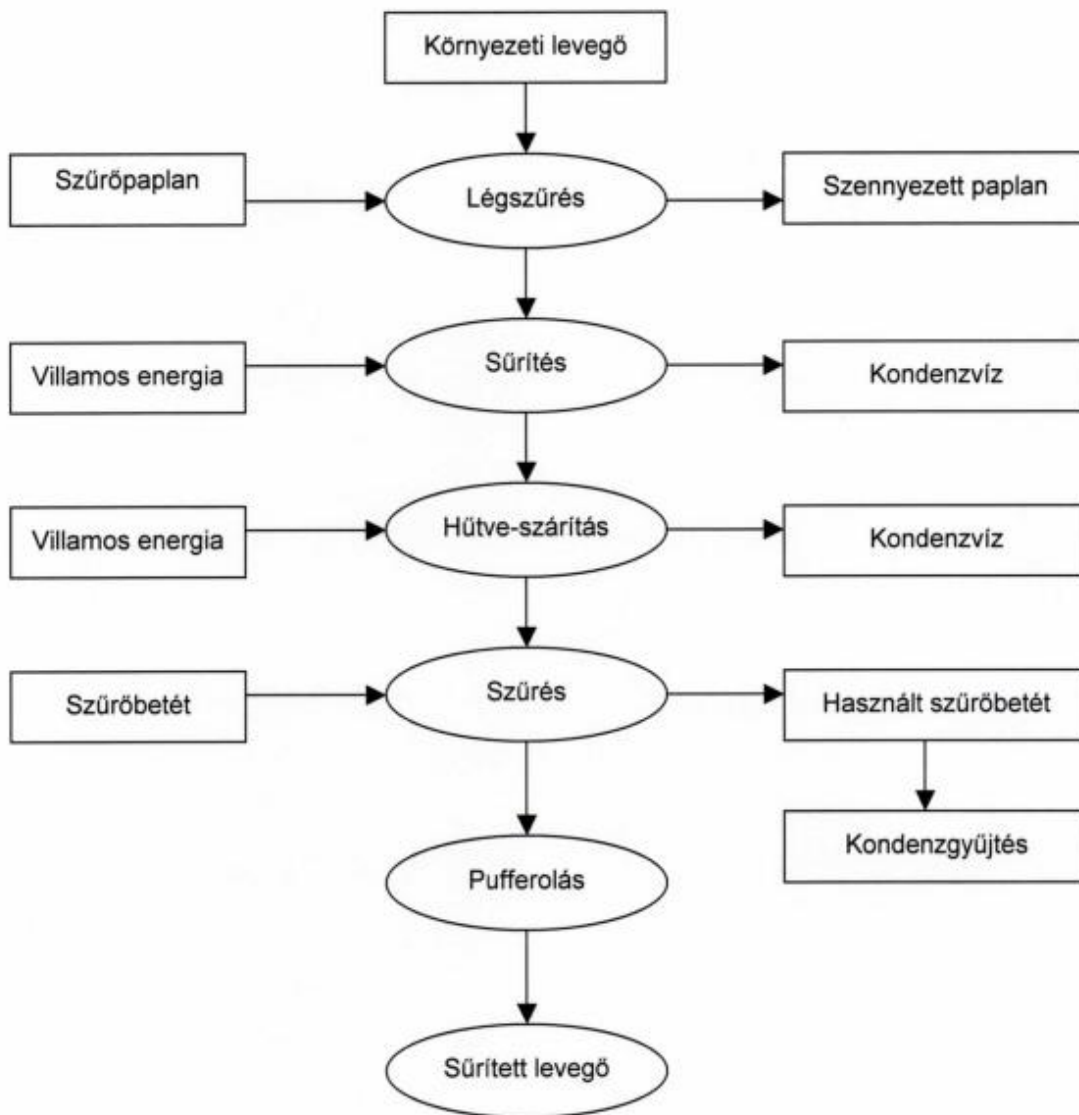 Környezeti levegő
Szűrőpaplan
Légszűrés
Szennyezett paplan
Villamos energia
Sűrítés
Kondenzvíz
Villamos energia
Hűtve-szárítás
Kondenzvíz
Szűrőbetét
Szűrés
Használt szűrőbetét
Kondenzgyűjtés
Pufferolás
Sűrített levegő